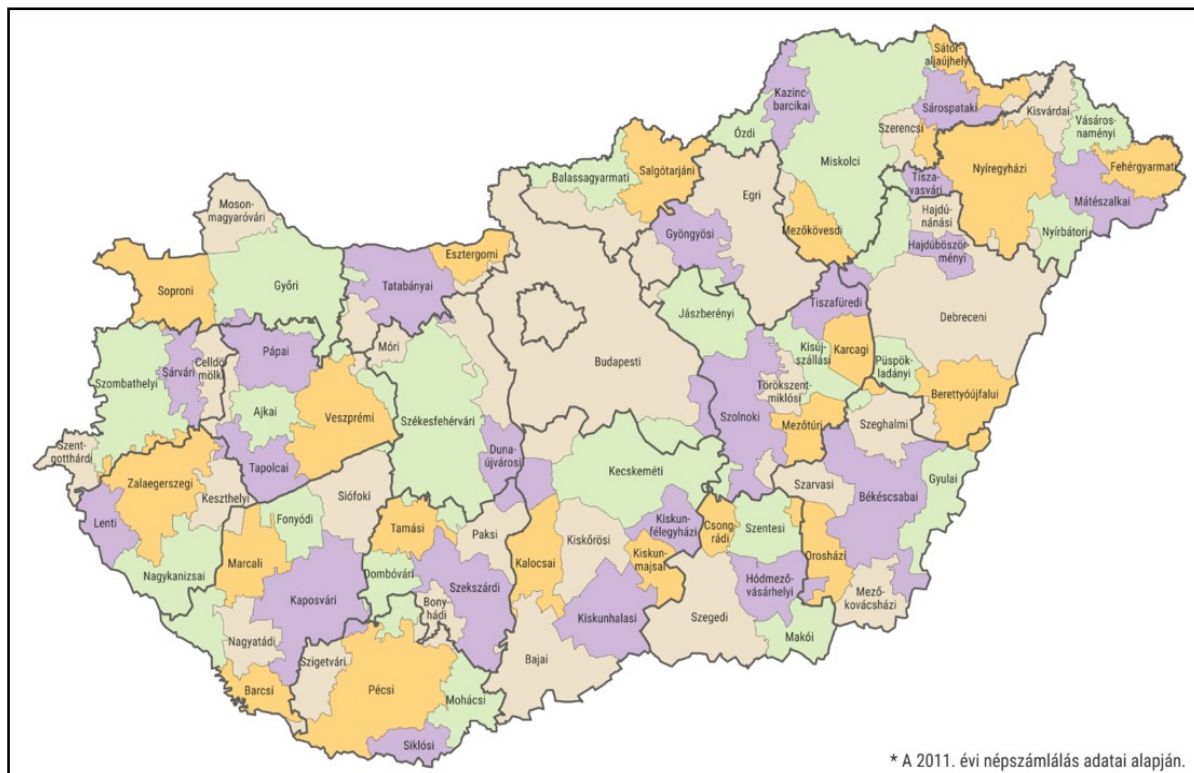 Sátor-
aljaújhelyi
Kazinc-
barcikai
Sárospataki
Kisvárdai
Vásáros-
naményi
Ózdi
Szerencsi
Miskolci
Nyíregyházi
Fehérgyarmati
Salgótarjáni
Balassagyarmati
Egri
Tisza-
vasvári
Mátészalkai
Hajdú-
nánási
Nyírbátori
Moson-
magyaróvári
Gyöngyösi
Mezőkövesdi
Hajdúböször-
ményi
Esztergomi
Soproni
Győri
Tatabányai
Tiszafüredi
Jászberényi
Debreceni
Budapesti
Kisúj-
szállási
Karcagi
Püspök-
ladányi
Móri
Pápai
Celldö-
mölki
Sárvári
Szombathelyi
Törökszent-
miklósi
Berettyóújfalui
Ajkai
Veszprémi
Székesfehérvári
Szolnoki
Mezőtúri
Szeghalmi
Szent-
gotthárdi
Duna-
újvárosi
Tapolcai
Kecskeméti
Zalaegerszegi
Keszthelyi
Siófoki
Szarvasi
Békéscsabai
Gyulai
Lenti
Fonyódi
Tamási
Paksi
Kiskun-
félegyházi
Csong-
rádi
Szentesi
Kiskőrösi
Orosházi
Marcali
Kalocsai
Kiskun-
majsai
Nagykanizsai
Dombóvári
Szekszárdi
Hódmező-
vásárhelyi
Mező-
kovácsházi
Kaposvári
Bony-
hádi
Kiskunhalasi
Szegedi
Makói
Nagyatádi
Szigetvári
Bajai
Barcsi
Pécsi
Mohácsi
Siklósi
* A 2011. évi népszámlálás adatai alapján.